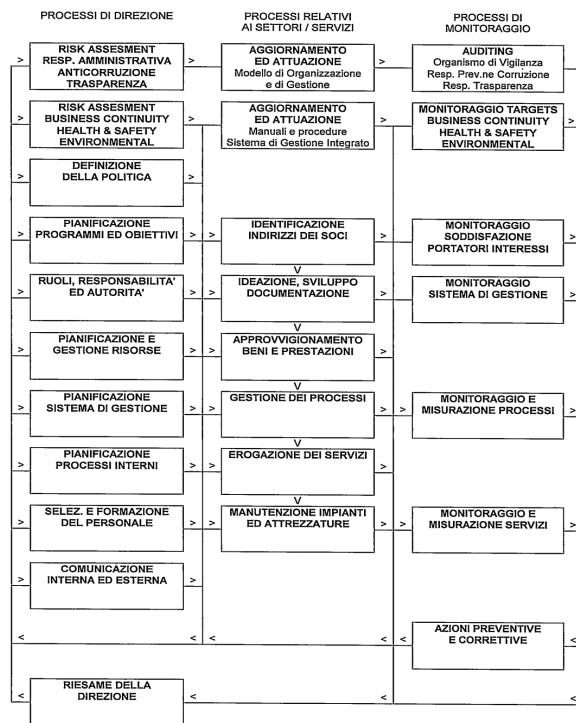 PROCESSI DI DIREZIONE
PROCESSI RELATIVI
AI SETTORI / SERVIZI
PROCESSI DI
MONITORAGGIO
RISK ASSESMENT
RESP. AMMINISTRATIVA
ANTICORRUZIONE
TRASPARENZA
>
>
AGGIORNAMENTO
ED ATTUAZIONE
Modello di Organizzazione
e di Gestione
>
>
AUDITING
Organismo di Vigilanza
Resp. Prev.ne Corruzione
Resp. Trasparenza
<
RISK ASSESMENT
BUSINESS CONTINUITY
HEALTH & SAFETY
ENVIRONMENTAL
>
>
>
AGGIORNAMENTO
ED ATTUAZIONE
Manuali e procedure
Sistema di Gestione Integrato
>
>
MONITORAGGIO TARGETS
BUSINESS CONTINUITY
HEALTH & SAFETY
ENVIRONMENTAL
<
>
DEFINIZIONE
DELLA POLITICA
>
>
PIANIFICAZIONE
PROGRAMMI ED OBIETTIVI
>
>
IDENTIFICAZIONE
INDIRIZZI DEI SOCI
>
>
MONITORAGGIO
SODDISFAZIONE
PORTATORI INTERESSI
<
V
>
RUOLI, RESPONSABILITA'
ED AUTORITA'
>
>
IDEAZIONE, SVILUPPO
DOCUMENTAZIONE
>
>
MONITORAGGIO
SISTEMA DI GESTIONE
<
V
>
PIANIFICAZIONE E
GESTIONE RISORSE
>
>
APPROVVIGIONAMENTO
BENI E PRESTAZIONI
>
V
>
PIANIFICAZIONE
SISTEMA DI GESTIONE
>
>
GESTIONE DEI PROCESSI
>
>
MONITORAGGIO E
MISURAZIONE PROCESSI
<
V
>
PIANIFICAZIONE
PROCESSI INTERNI
>
>
EROGAZIONE DEI SERVIZI
>
V
>
SELEZ. E FORMAZIONE
DEL PERSONALE
>
>
MANUTENZIONE IMPIANTI
ED ATTREZZATURE
>
>
MONITORAGGIO E
MISURAZIONE SERVIZI
<
>
COMUNICAZIONE
INTERNA ED ESTERNA
>
<
<
<
<
<
AZIONI PREVENTIVE
E CORRETTIVE
<
<
RIESAME DELLA
DIREZIONE
<
<
<
<
<